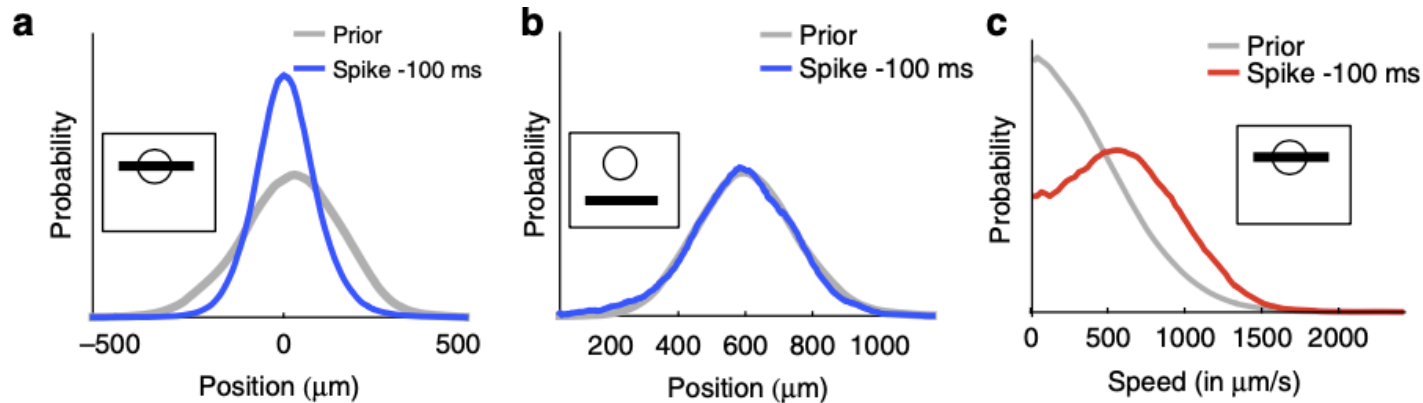 a
Prior
Spike -100 ms
Probability
−500
0
500
Position (μm)
b
Prior
Spike -100 ms
Probability
200
400
600
800
1000
Position (μm)
c
Prior
Spike -100 ms
Probability
0
500
1000
1500
2000
Speed (in μm/s)